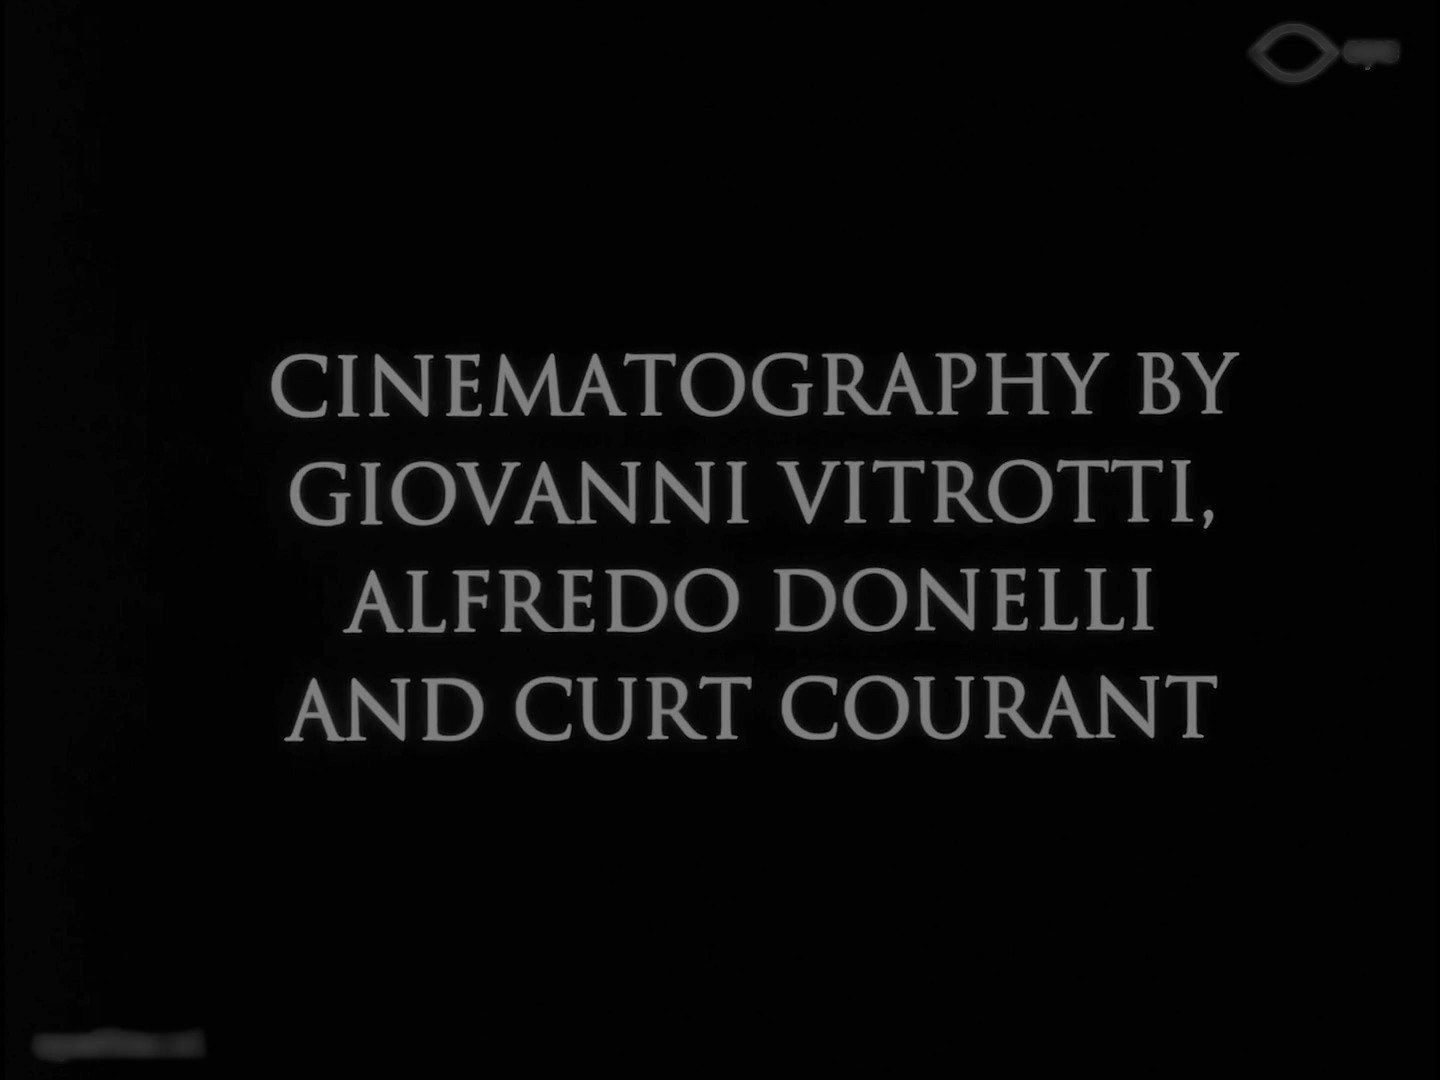 CINEMATOGRAPHY BY
GIOVANNI VITROTTI,
ALFREDO DONELLI
AND CURT COURANT